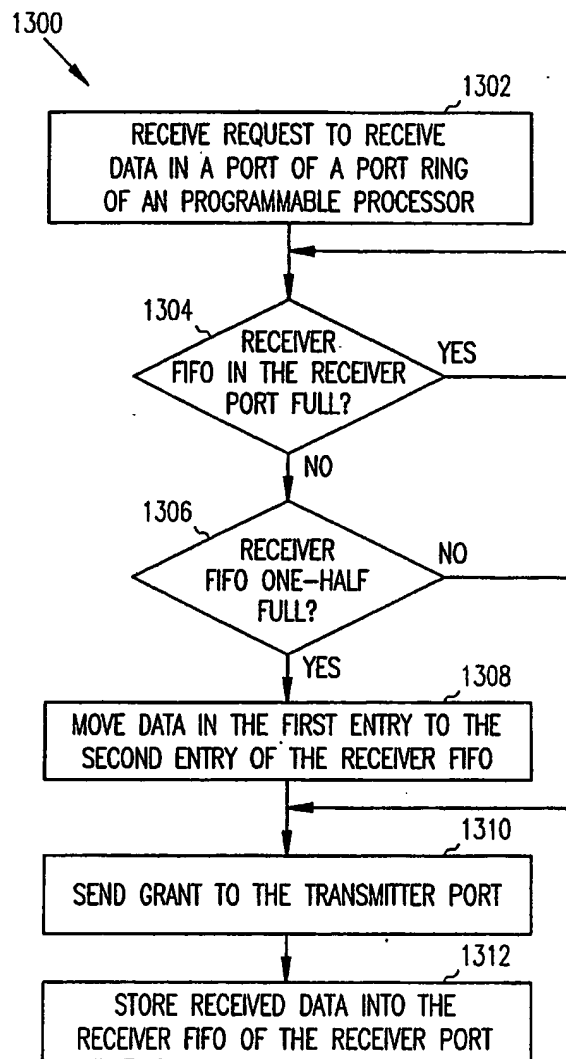 1300
1302
RECEIVE REQUEST TO RECEIVE
DATA IN A PORT OF A PORT RING
OF AN PROGRAMMABLE PROCESSOR
1304
RECEIVER
FIFO IN THE RECEIVER
PORT FULL?
YES
NO
1306
RECEIVER
FIFO ONE-HALF
FULL?
NO
YES
1308
MOVE DATA IN THE FIRST ENTRY TO THE
SECOND ENTRY OF THE RECEIVER FIFO
1310
SEND GRANT TO THE TRANSMITTER PORT
1312
STORE RECEIVED DATA INTO THE
RECEIVER FIFO OF THE RECEIVER PORT